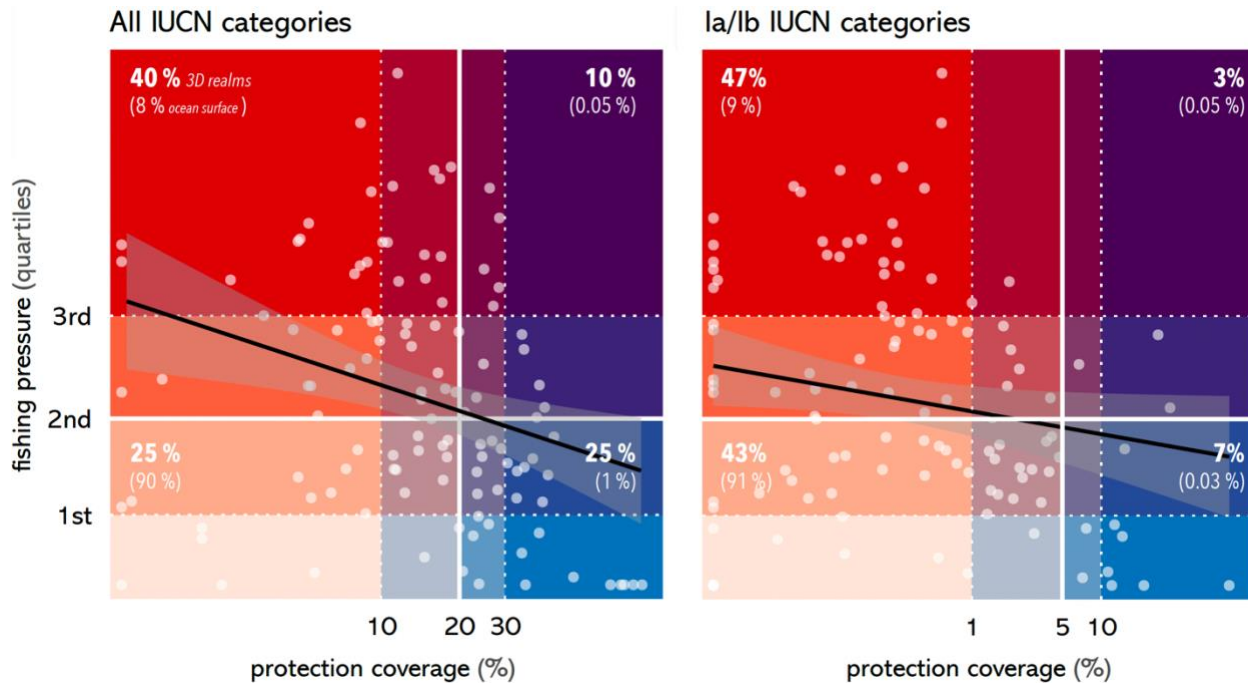 All IUCN categories
Ia/Ib IUCN categories
40 % 3D realms
(8 % ocean surface )
10 %
(0.05 %)
47%
(9 %)
3%
(0.05 %)
fishing pressure (quartiles)
3rd
2nd
1st
25 %
(90 %)
25 %
(1 %)
43%
(91 %)
7%
(0.03 %)
10 20 30
1 5 10
protection coverage (%)
protection coverage (%)